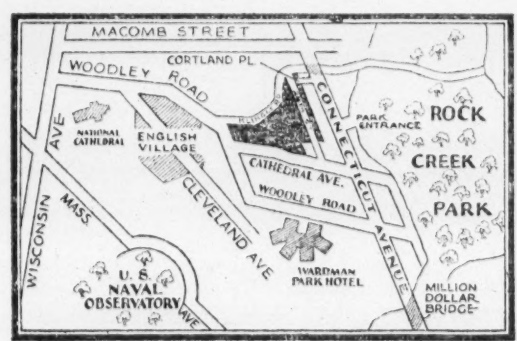 MACOMB STREET
CORTLAND PL.
WOODLEY ROAD
CONNECTICUT AVENUE
PARK
ENTRANCE
ROCK
CREEK
PARK
NATIONAL
CATHEDRAL
ENGLISH
VILLAGE
CATHEDRAL AVE.
WOODLEY ROAD
CLEVELAND AVE
WISCONSIN AVE
MASS. AVE
WARDMAN
PARK HOTEL
U.S.
NAVAL
OBSERVATORY
MILLION
DOLLAR
BRIDGE